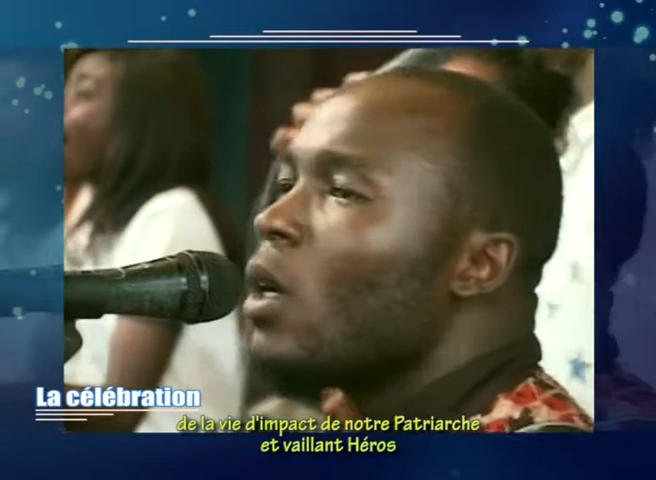 La célébration
de la vie d'impact de notre Patriarche
et vaillant Héros